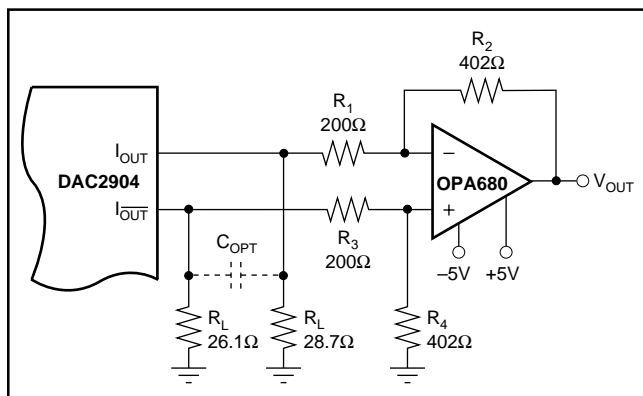 R2
402Ω
R1
200Ω
IOUT
DAC2904
I̅O̅U̅T̅
−
OPA680
+
VOUT
COPT
R3
200Ω
–5V
+5V
RL
26.1Ω
RL
28.7Ω
R4
402Ω